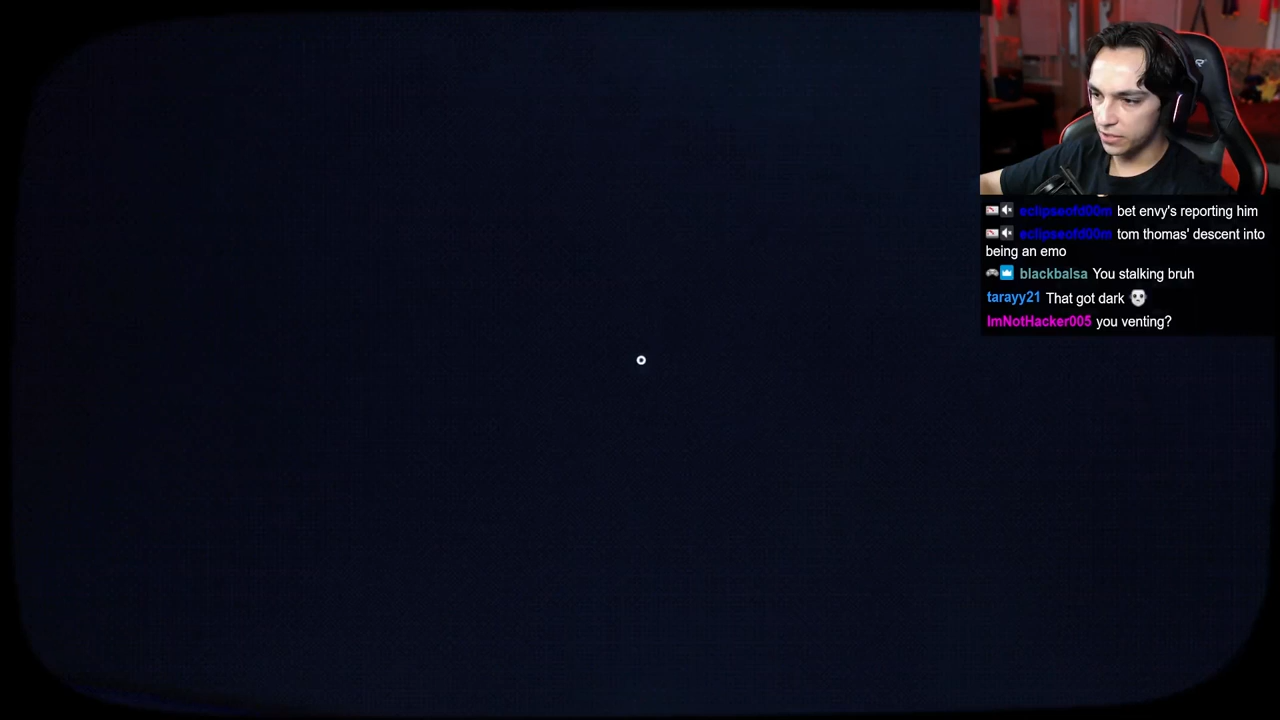 eclipseofd00m bet envy's reporting him
eclipseofd00m tom thomas' descent into
being an emo
blackbalsa You stalking bruh
tarayy21 That got dark
ImNotHacker005 you venting?